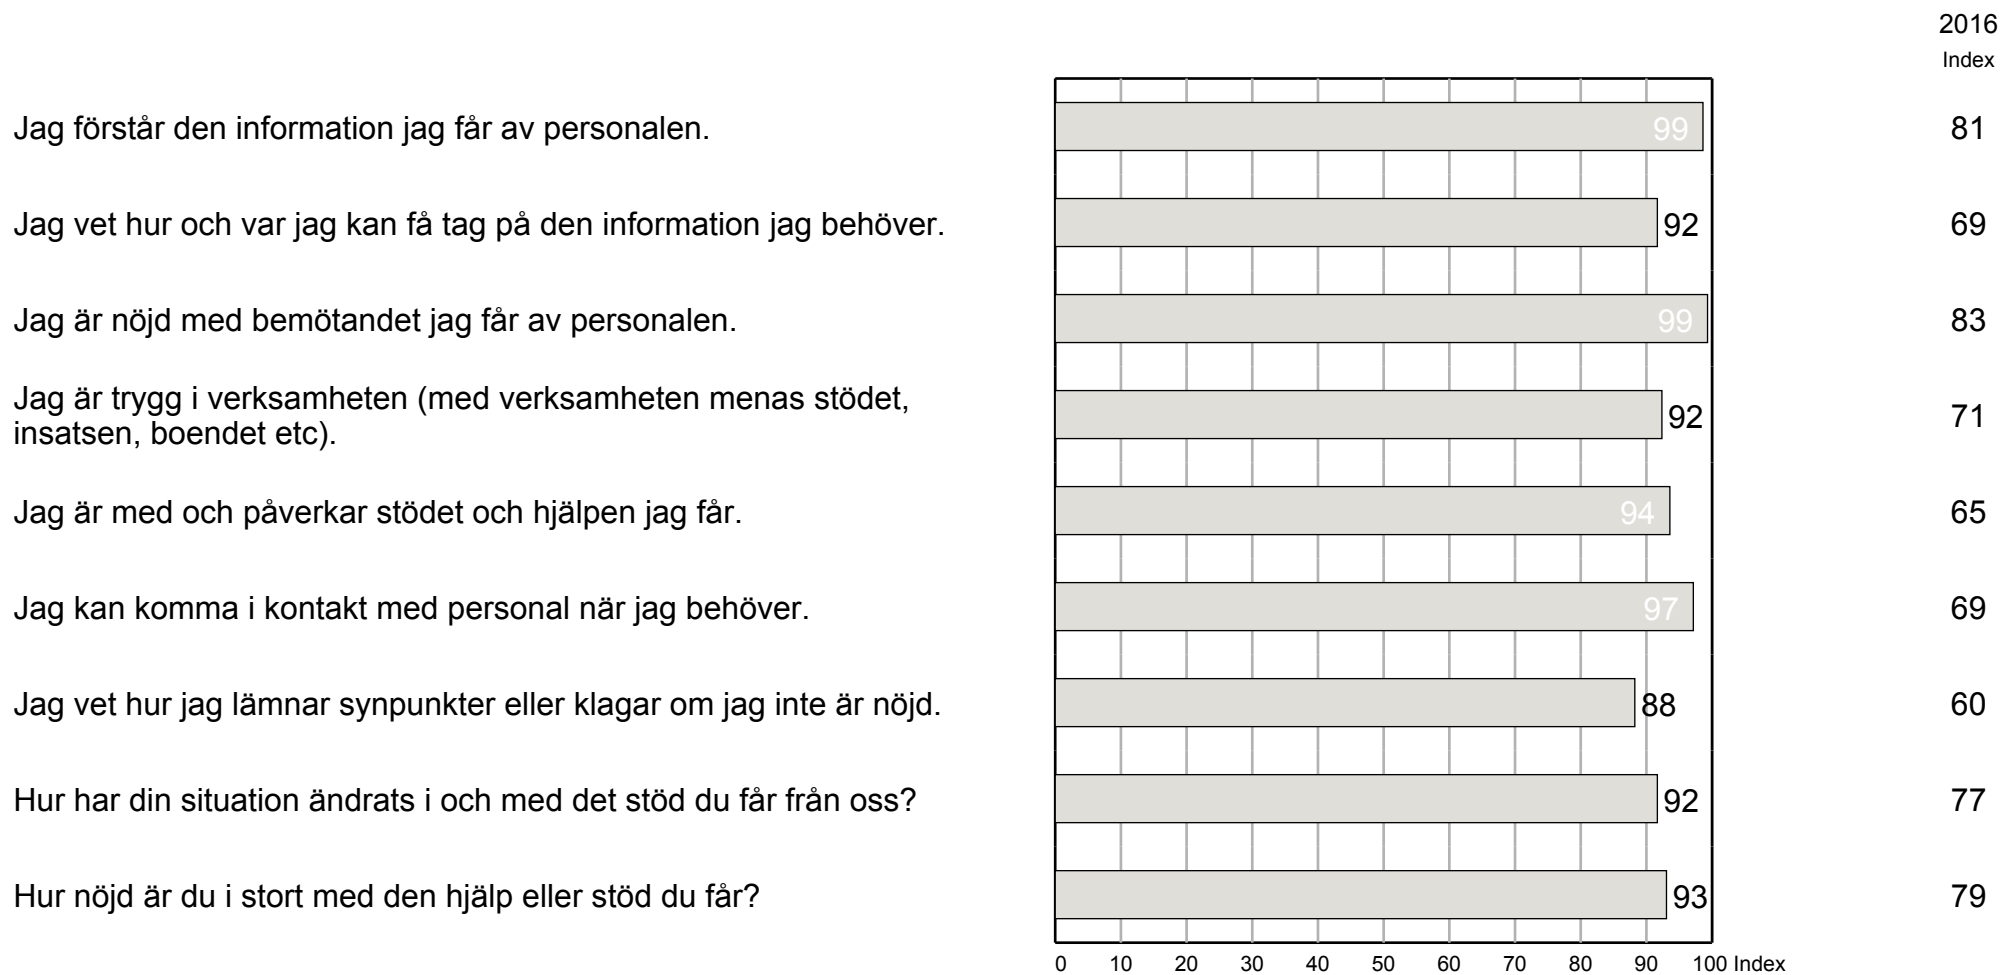 2016
Index
Jag förstår den information jag får av personalen. 99 81
Jag vet hur och var jag kan få tag på den information jag behöver. 92 69
Jag är nöjd med bemötandet jag får av personalen. 99 83
Jag är trygg i verksamheten (med verksamheten menas stödet,
insatsen, boendet etc). 92 71
Jag är med och påverkar stödet och hjälpen jag får. 94 65
Jag kan komma i kontakt med personal när jag behöver. 97 69
Jag vet hur jag lämnar synpunkter eller klagar om jag inte är nöjd. 88 60
Hur har din situation ändrats i och med det stöd du får från oss? 92 77
Hur nöjd är du i stort med den hjälp eller stöd du får? 93 79
0 10 20 30 40 50 60 70 80 90 100 Index